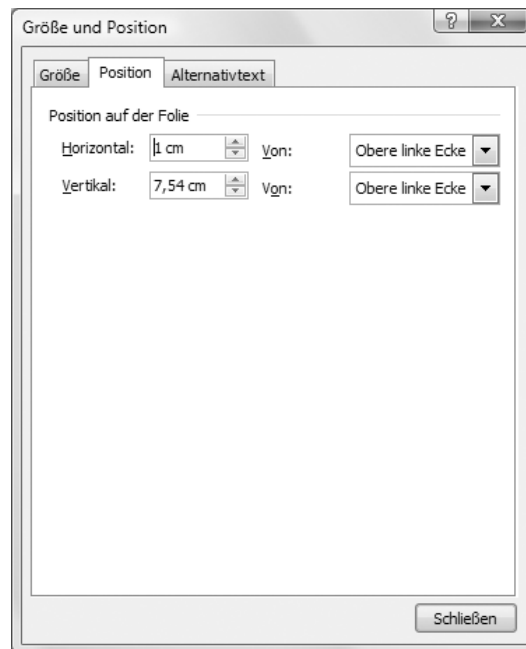 Größe und Position
Größe Position Alternativtext
Position auf der Folie
Horizontal: 1 cm Von: Obere linke Ecke
Vertikal: 7,54 cm Von: Obere linke Ecke
Schließen